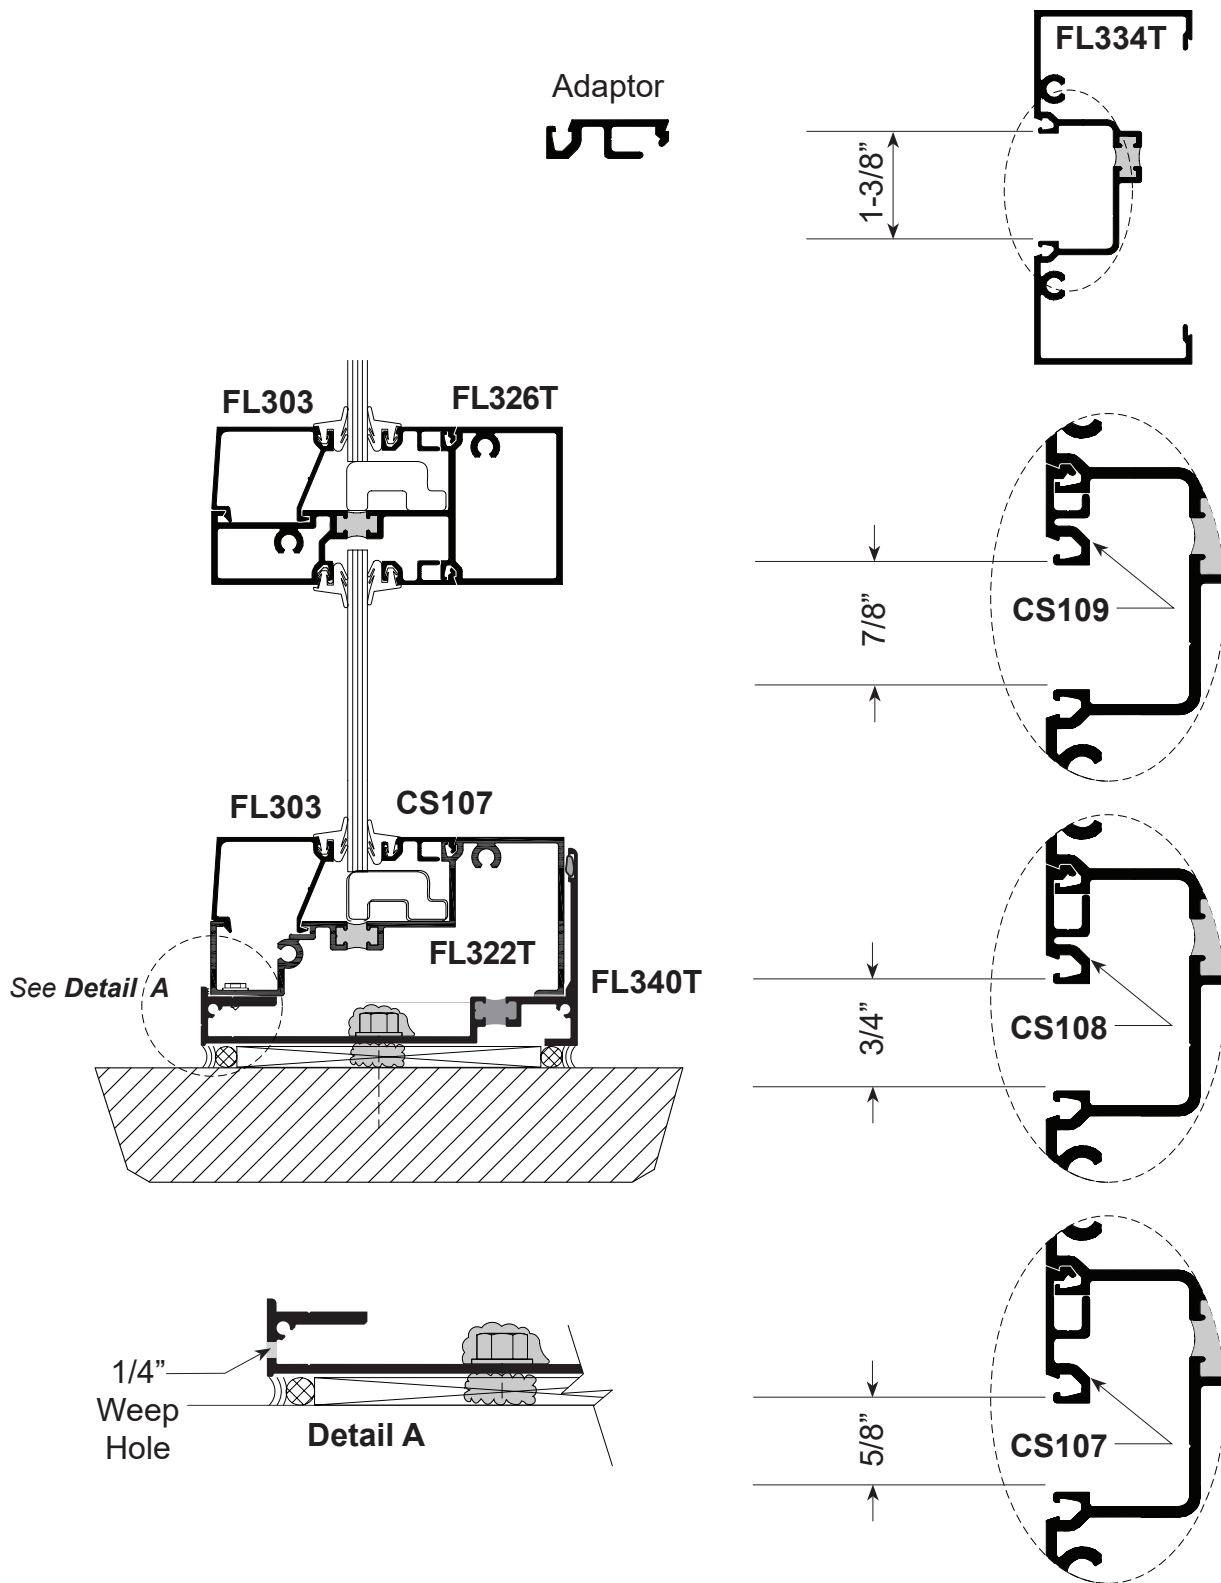 FL334T
Adaptor
1-3/8”
FL303
FL326T
7/8”
CS109
FL303
CS107
FL322T
See Detail A
FL340T
3/4”
CS108
1/4”
Weep
Hole
Detail A
5/8”
CS107